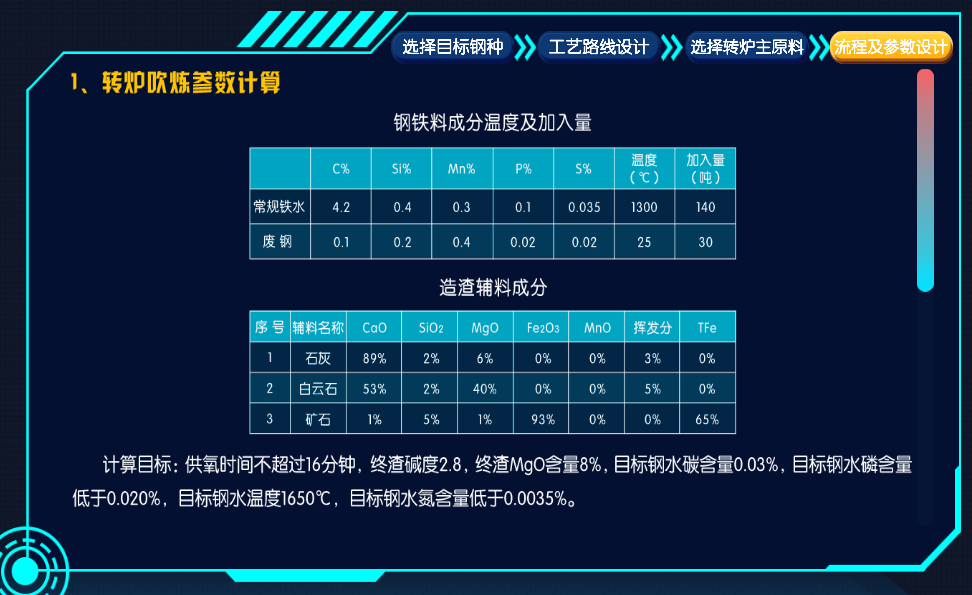 选择目标钢种 工艺路线设计 选择转炉主原料 流程及参数设计
1、转炉吹炼参数计算
钢铁料成分温度及加入量
C% Si% Mn% P% S% 温度(℃) 加入量(吨)
常规铁水 4.2 0.4 0.3 0.1 0.035 1300 140
废 钢 0.1 0.2 0.4 0.02 0.02 25 30
造渣辅料成分
序 号 辅料名称 CaO SiO2 MgO Fe2O3 MnO 挥发分 TFe
1 石灰 89% 2% 6% 0% 0% 3% 0%
2 白云石 53% 2% 40% 0% 0% 5% 0%
3 矿石 1% 5% 1% 93% 0% 0% 65%
计算目标：供氧时间不超过16分钟，终渣碱度2.8，终渣MgO含量8%，目标钢水碳含量0.03%，目标钢水磷含量
低于0.020%，目标钢水温度1650℃，目标钢水氮含量低于0.0035%。